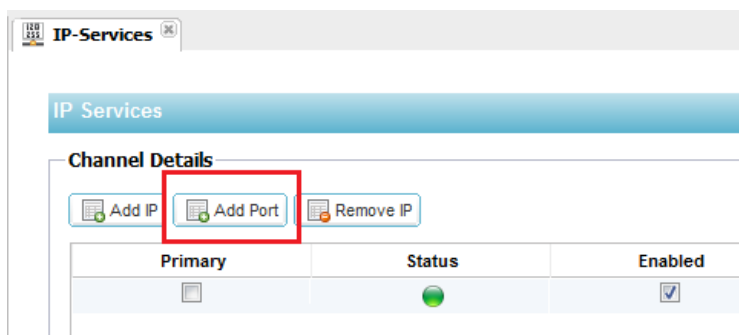 IP-Services
IP Services
Channel Details
Add IP Add Port Remove IP
Primary Status Enabled